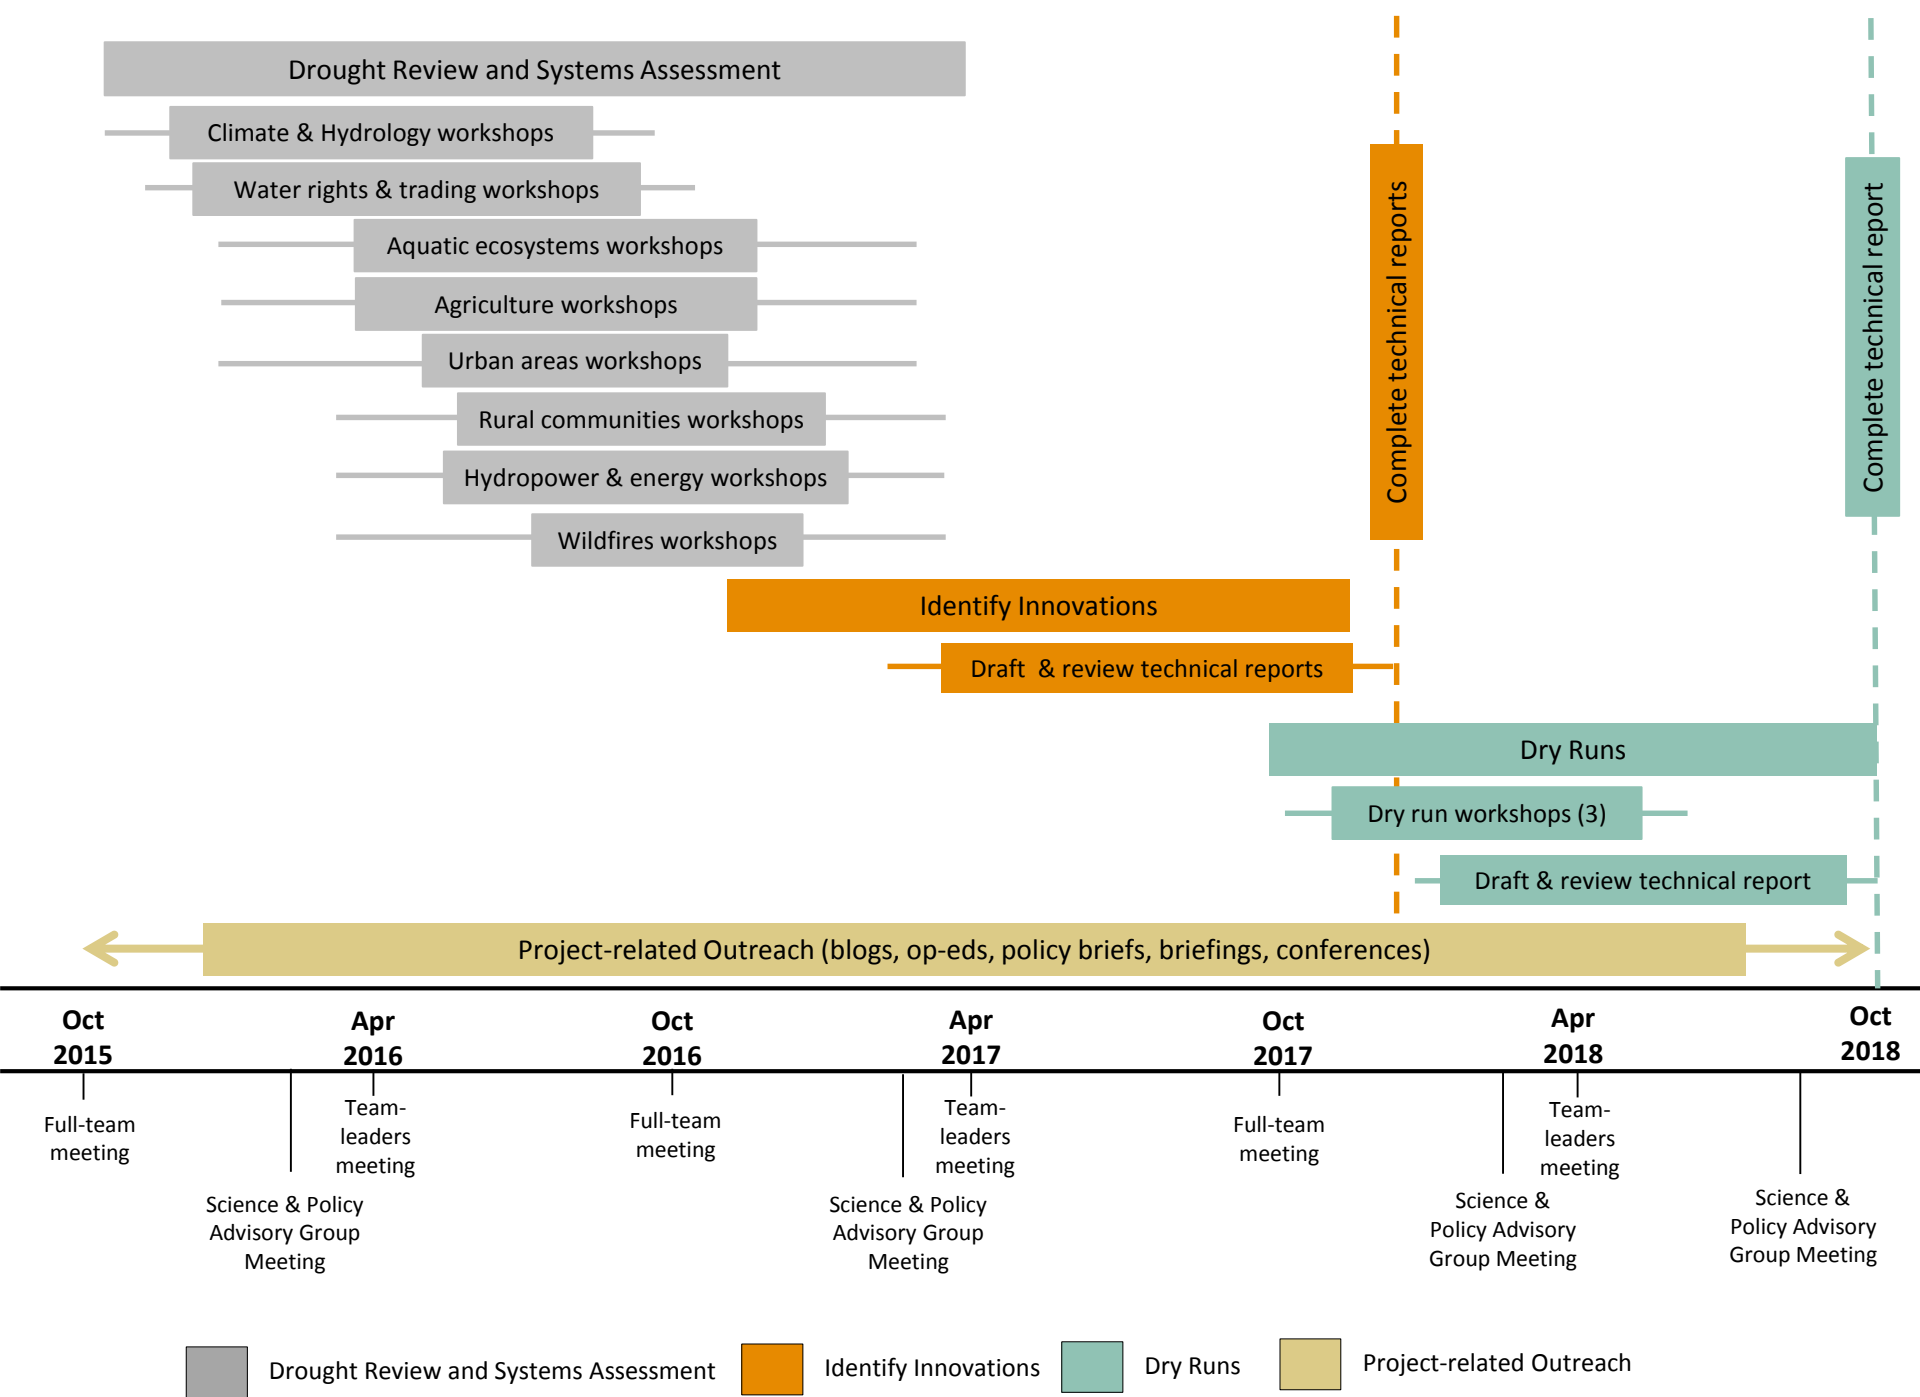 Drought Review and Systems Assessment
Climate & Hydrology workshops
Water rights & trading workshops
Aquatic ecosystems workshops
Agriculture workshops
Urban areas workshops
Rural communities workshops
Hydropower & energy workshops
Wildfires workshops
Complete technical reports
Complete technical report
Identify Innovations
Draft & review technical reports
Dry Runs
Dry run workshops (3)
Draft & review technical report
Project-related Outreach (blogs, op-eds, policy briefs, briefings, conferences)
Oct
2015
Apr
2016
Oct
2016
Apr
2017
Oct
2017
Apr
2018
Oct
2018
Full-team
meeting
Science & Policy
Advisory Group
Meeting
Team-
leaders
meeting
Full-team
meeting
Science & Policy
Advisory Group
Meeting
Team-
leaders
meeting
Full-team
meeting
Science &
Policy Advisory
Group Meeting
Team-
leaders
meeting
Science &
Policy Advisory
Group Meeting
Drought Review and Systems Assessment
Identify Innovations
Dry Runs
Project-related Outreach